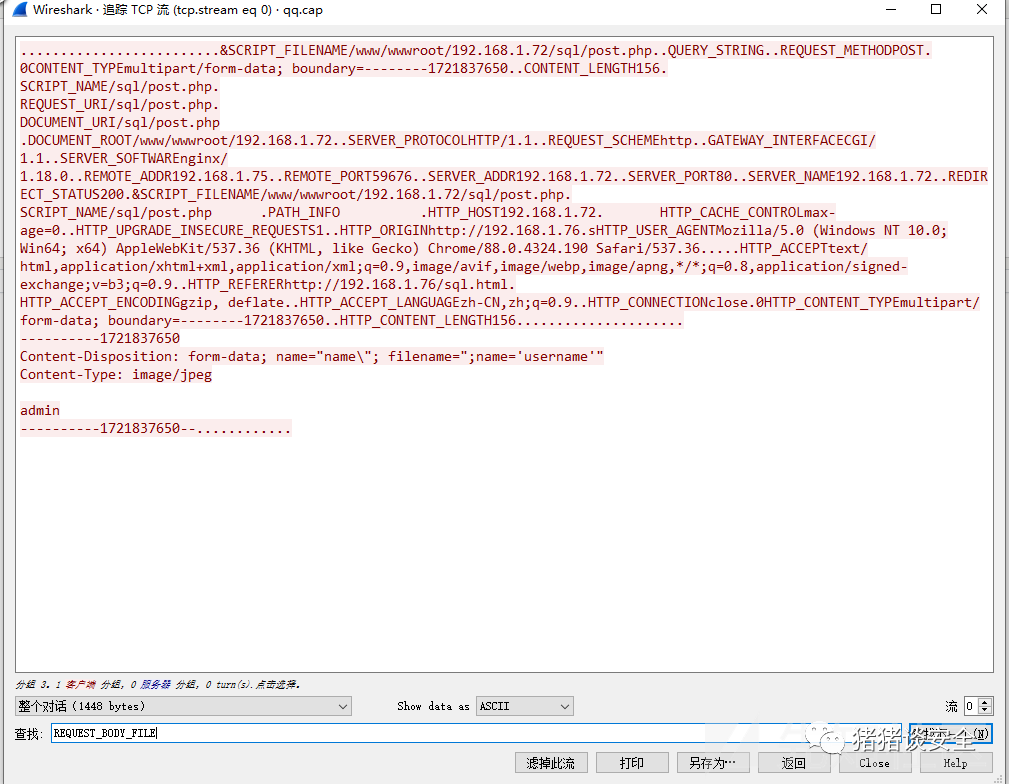 Wireshark · 追踪 TCP 流 (tcp.stream eq 0) · qq.cap
.........................&SCRIPT_FILENAME/www/wwwroot/192.168.1.72/sql/post.php..QUERY_STRING..REQUEST_METHODPOST.
0CONTENT_TYPEmultipart/form-data; boundary=--------1721837650..CONTENT_LENGTH156.
SCRIPT_NAME/sql/post.php.
REQUEST_URI/sql/post.php.
DOCUMENT_URI/sql/post.php
.DOCUMENT_ROOT/www/wwwroot/192.168.1.72..SERVER_PROTOCOLHTTP/1.1..REQUEST_SCHEMEhttp..GATEWAY_INTERFACECGI/
1.1..SERVER_SOFTWAREnginx/
1.18.0..REMOTE_ADDR192.168.1.75..REMOTE_PORT59676..SERVER_ADDR192.168.1.72..SERVER_PORT80..SERVER_NAME192.168.1.72..REDIR
ECT_STATUS200.&SCRIPT_FILENAME/www/wwwroot/192.168.1.72/sql/post.php.
SCRIPT_NAME/sql/post.php .PATH_INFO .HTTP_HOST192.168.1.72. HTTP_CACHE_CONTROLmax-
age=0..HTTP_UPGRADE_INSECURE_REQUESTS1..HTTP_ORIGINhttp://192.168.1.76.sHTTP_USER_AGENTMozilla/5.0 (Windows NT 10.0;
Win64; x64) AppleWebKit/537.36 (KHTML, like Gecko) Chrome/88.0.4324.190 Safari/537.36.....HTTP_ACCEPTtext/
html,application/xhtml+xml,application/xml;q=0.9,image/avif,image/webp,image/apng,*/*;q=0.8,application/signed-
exchange;v=b3;q=0.9..HTTP_REFERERhttp://192.168.1.76/sql.html.
HTTP_ACCEPT_ENCODINGgzip, deflate..HTTP_ACCEPT_LANGUAGEzh-CN,zh;q=0.9..HTTP_CONNECTIONclose.0HTTP_CONTENT_TYPEmultipart/
form-data; boundary=--------1721837650..HTTP_CONTENT_LENGTH156.....................
----------1721837650
Content-Disposition: form-data; name="name\"; filename=";name='username'"
Content-Type: image/jpeg
admin
----------1721837650--............
分组 3. 1 客户端 分组, 0 服务器 分组, 0 turn(s).点击选择.
整个对话 (1448 bytes) Show data as ASCII 流 0
查找: REQUEST_BODY_FILE (N)
猪猪谈安全
滤掉此流 打印 另存为… 返回 Close Help